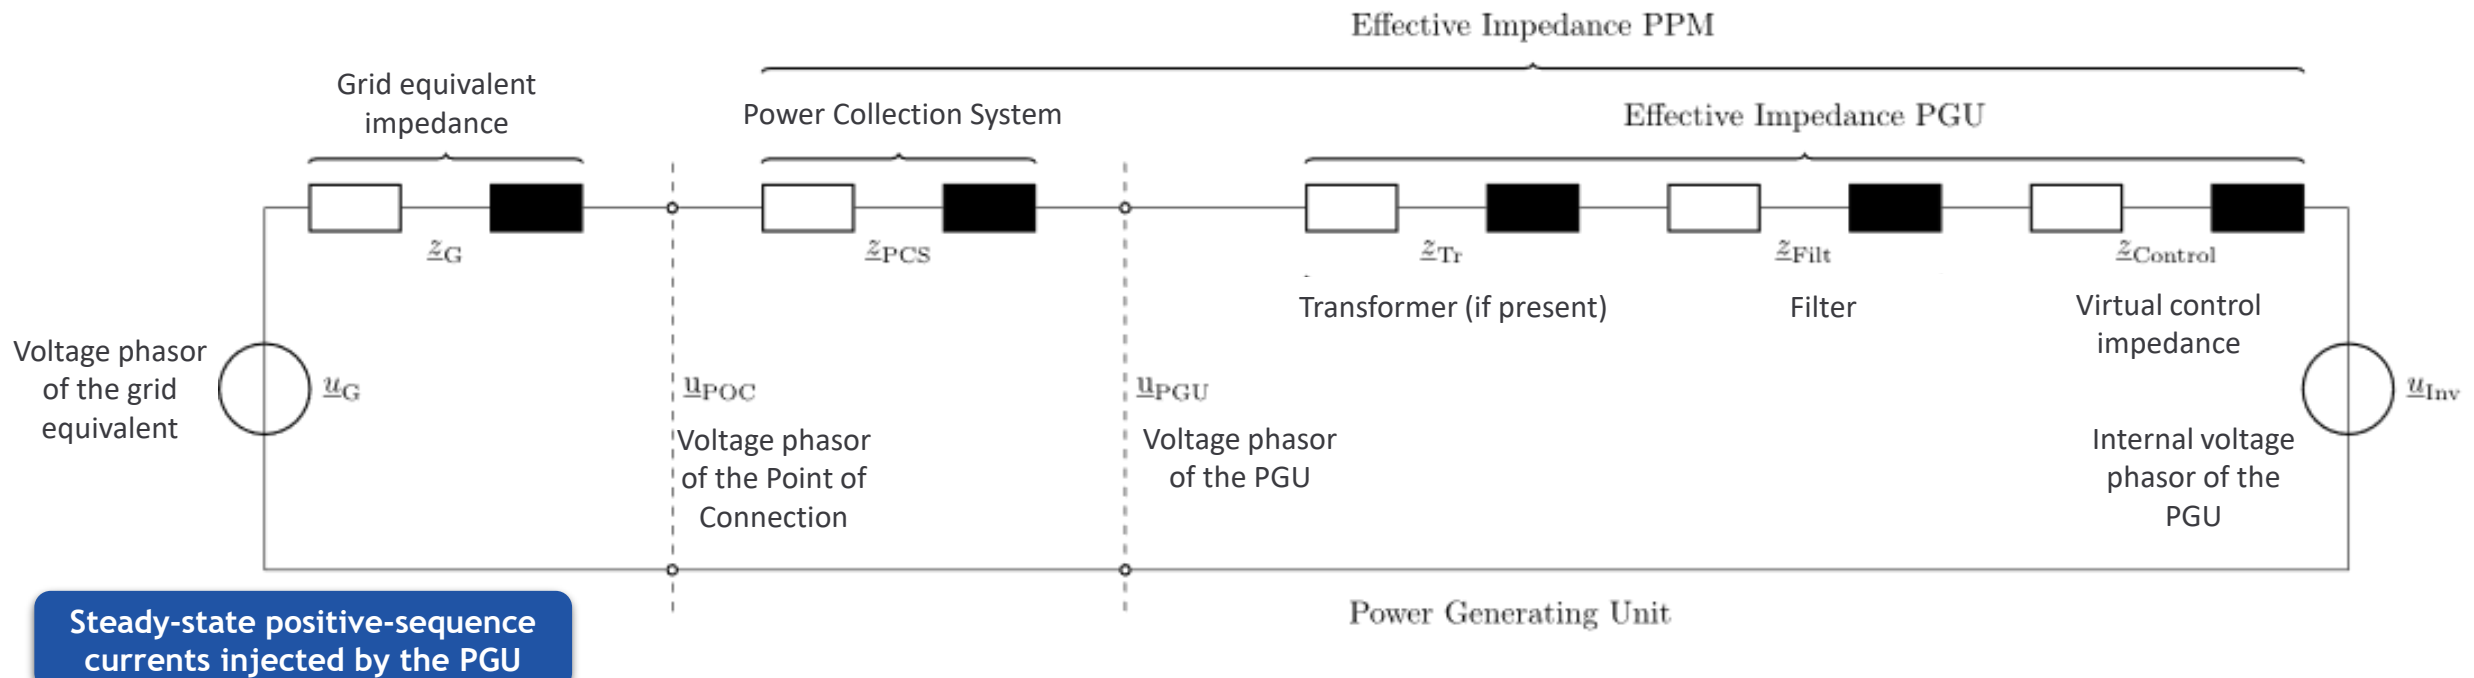 Effective Impedance PPM
Grid equivalent
impedance
Power Collection System
Effective Impedance PGU
z_G
z_PCS
z_Tr
z_Filt
z_Control
Transformer (if present)
Filter
Virtual control
impedance
Voltage phasor
of the grid
equivalent
u_G
u_POC
Voltage phasor
of the Point of
Connection
u_PGU
Voltage phasor
of the PGU
u_Inv
Internal voltage
phasor of the
PGU
Power Generating Unit
Steady-state positive-sequence
currents injected by the PGU